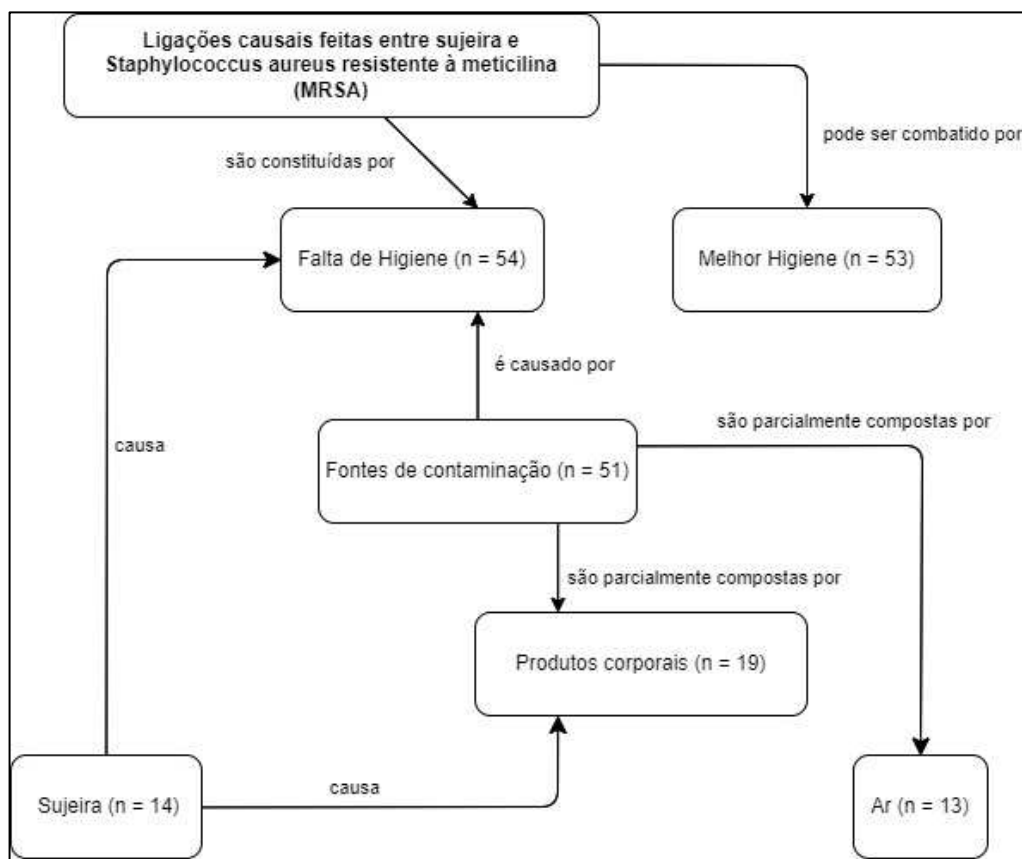 Ligações causais feitas entre sujeira e
Staphylococcus aureus resistente à meticilina
(MRSA)
pode ser combatido por
são constituídas por
Falta de Higiene (n = 54)
Melhor Higiene (n = 53)
é causado por
são parcialmente compostas por
causa
Fontes de contaminação (n = 51)
são parcialmente compostas por
Produtos corporais (n = 19)
causa
Sujeira (n = 14)
Ar (n = 13)